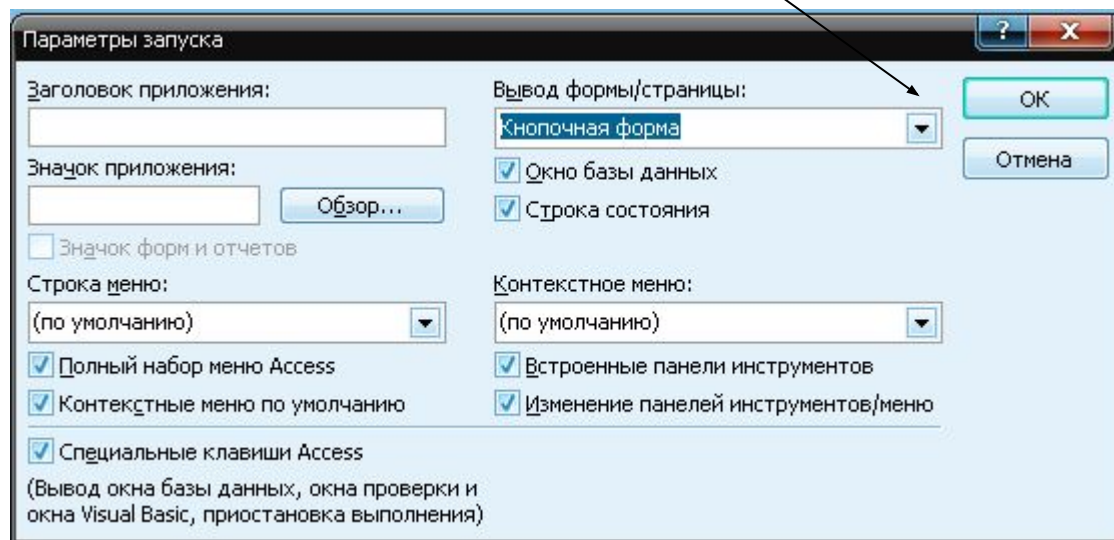 Параметры запуска
Заголовок приложения:
Вывод формы/страницы:
ОК
Кнопочная форма
Отмена
Значок приложения:
Окно базы данных
Обзор...
Строка состояния
Значок форм и отчетов
Строка меню:
Контекстное меню:
(по умолчанию)
(по умолчанию)
Полный набор меню Access
Встроенные панели инструментов
Контекстные меню по умолчанию
Изменение панелей инструментов/меню
Специальные клавиши Access
(Вывод окна базы данных, окна проверки и
окна Visual Basic, приостановка выполнения)